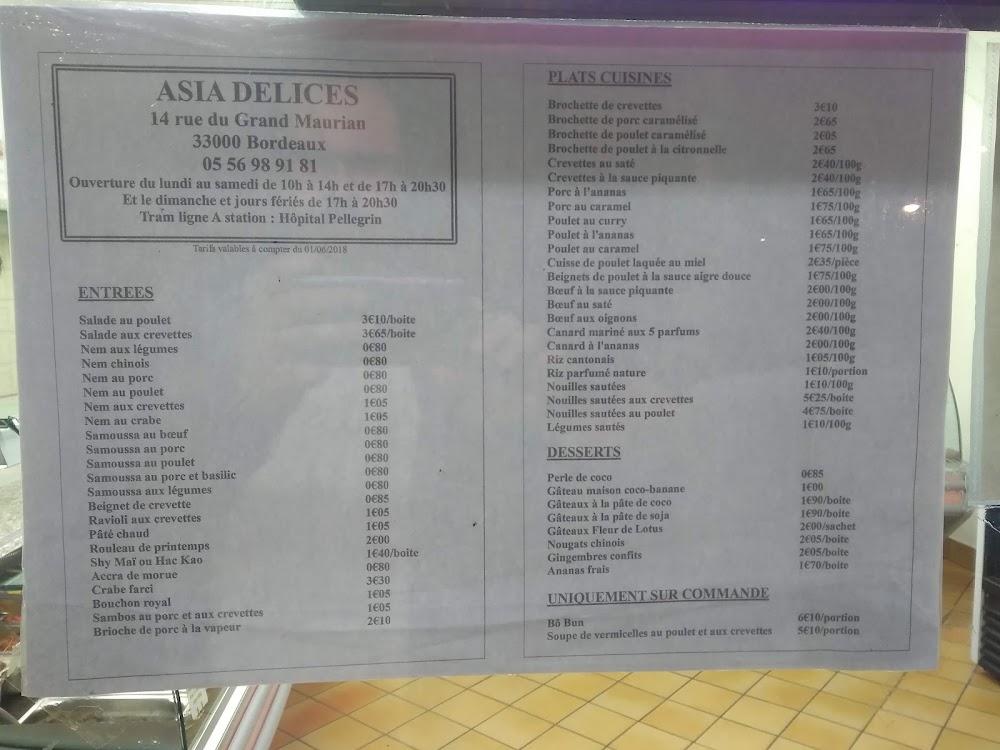 ASIA DELICES
14 rue du Grand Maurian
33000 Bordeaux
05 56 98 91 81
Ouverture du lundi au samedi de 10h à 14h et de 17h à 20h30
Et le dimanche et jours fériés de 17h à 20h30
Tram ligne A station : Hôpital Pellegrin
Tarifs valables à compter du 01/06/2018
ENTREES
Salade au poulet 3€10/boite
Salade aux crevettes 3€65/boite
Nem aux légumes 0€80
Nem chinois 0€80
Nem au porc 0€80
Nem au poulet 0€80
Nem aux crevettes 1€05
Nem au crabe 1€05
Samoussa au bœuf 0€80
Samoussa au porc 0€80
Samoussa au poulet 0€80
Samoussa au porc et basilic 0€80
Samoussa aux légumes 0€80
Beignet de crevette 0€85
Ravioli aux crevettes 1€05
Pâté chaud 1€05
Rouleau de printemps 2€00
Shy Maï ou Hac Kao 1€40/boite
Accra de morue 0€80
Crabe farci 3€30
Bouchon royal 1€05
Sambos au porc et aux crevettes 1€05
Brioche de porc à la vapeur 2€10
PLATS CUISINES
Brochette de crevettes 3€10
Brochette de porc caramélisé 2€65
Brochette de poulet caramélisé 2€05
Brochette de poulet à la citronnelle 2€65
Crevettes au saté 2€40/100g
Crevettes à la sauce piquante 2€40/100g
Porc à l'ananas 1€65/100g
Porc au caramel 1€75/100g
Poulet au curry 1€65/100g
Poulet à l'ananas 1€65/100g
Poulet au caramel 1€75/100g
Cuisse de poulet laquée au miel 2€35/pièce
Beignets de poulet à la sauce aigre douce 1€75/100g
Bœuf à la sauce piquante 2€00/100g
Bœuf au saté 2€00/100g
Bœuf aux oignons 2€00/100g
Canard mariné aux 5 parfums 2€40/100g
Canard à l'ananas 2€00/100g
Riz cantonais 1€05/100g
Riz parfumé nature 1€10/portion
Nouilles sautées 1€10/100g
Nouilles sautées aux crevettes 5€25/boite
Nouilles sautées au poulet 4€75/boite
Légumes sautés 1€10/100g
DESSERTS
Perle de coco 0€85
Gâteau maison coco-banane 1€00
Gâteaux à la pâte de coco 1€90/boite
Gâteaux à la pâte de soja 1€90/boite
Gâteaux Fleur de Lotus 2€00/sachet
Nougats chinois 2€05/boite
Gingembres confits 2€05/boite
Ananas frais 1€70/boite
UNIQUEMENT SUR COMMANDE
Bô Bun 6€10/portion
Soupe de vermicelles au poulet et aux crevettes 5€10/portion